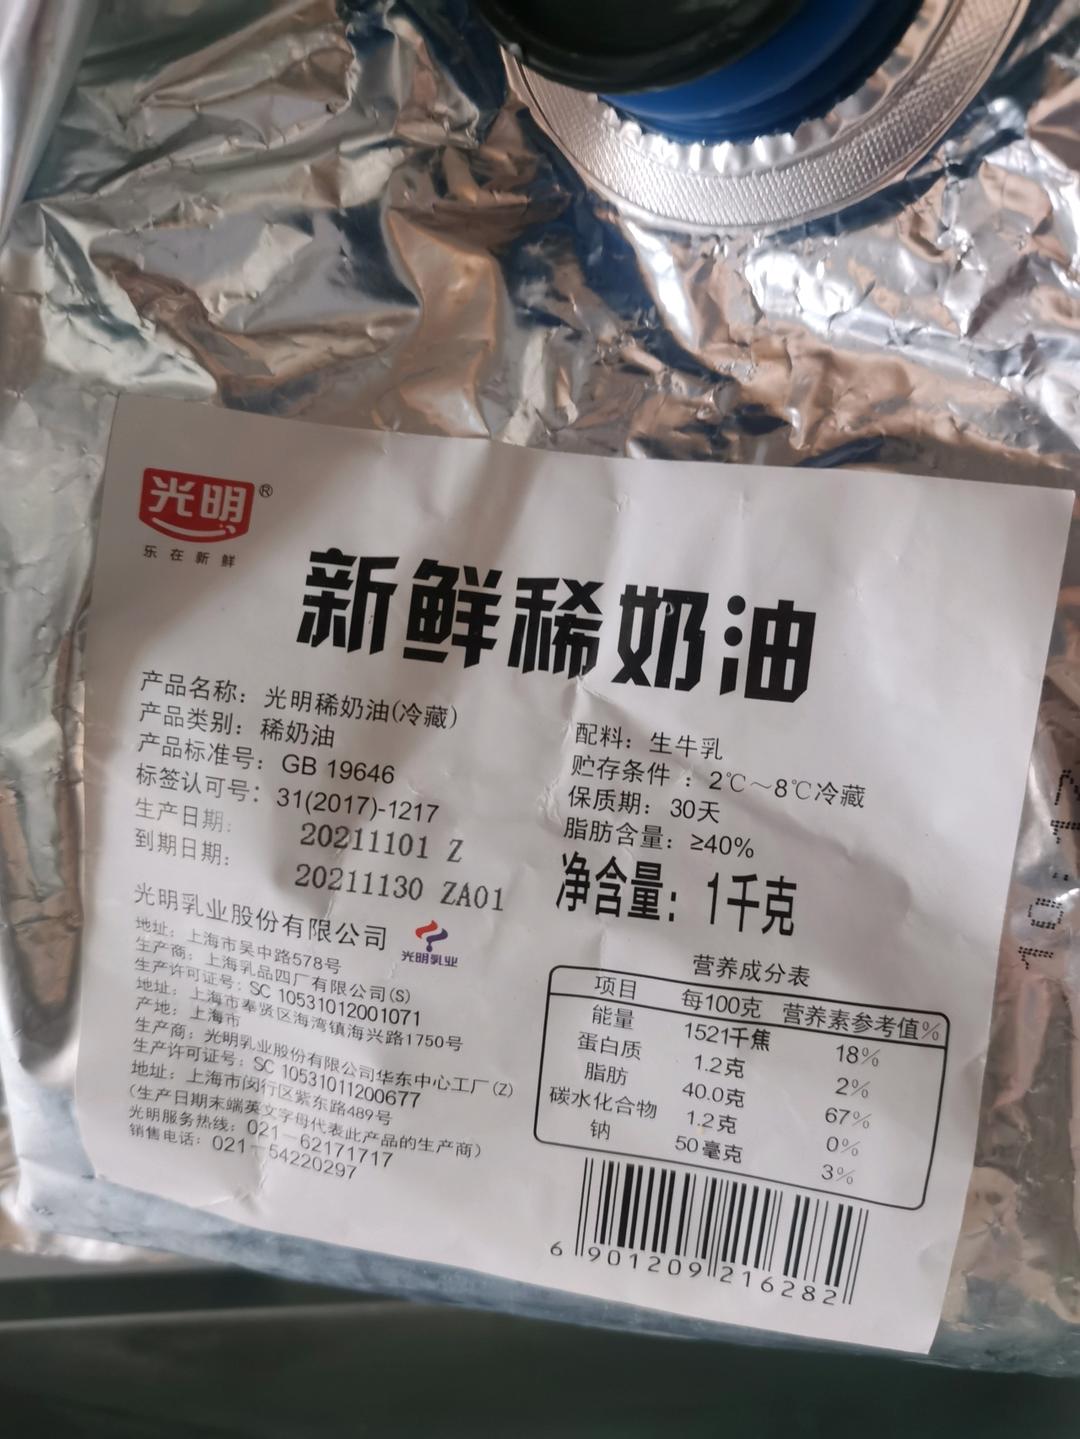 光明®
乐在新鲜
新鲜稀奶油
产品名称：光明稀奶油(冷藏)
产品类别：稀奶油
产品标准号：GB 19646
标签认可号：31(2017)-1217
生产日期： 20211101 Z
到期日期： 20211130 ZA01
配料：生牛乳
贮存条件：2℃～8℃冷藏
保质期：30天
脂肪含量：≥40%
净含量：1千克
光明乳业股份有限公司
光明乳业
地址：上海市吴中路578号
生产商：上海乳品四厂有限公司(S)
生产许可证号：SC 10531012001071
地址：上海市奉贤区海湾镇海兴路1750号
产地：上海市
生产商：光明乳业股份有限公司华东中心工厂(Z)
生产许可证号：SC 10531011200677
地址：上海市闵行区紫东路489号
(生产日期末端英文字母代表此产品的生产商)
光明服务热线：021－62171717
销售电话：021－54220297
营养成分表
项目 每100克 营养素参考值%
能量 1521千焦 18%
蛋白质 1.2克 2%
脂肪 40.0克 67%
碳水化合物 1.2克 0%
钠 50毫克 3%
6 901209 216282